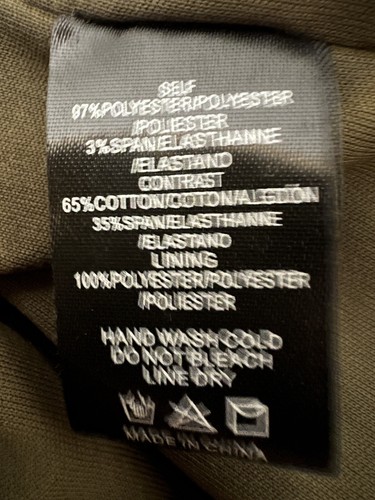 SELF
97%POLYESTER/POLYESTER
/POLIESTER
3%SPAN/ELASTHANNE
/ELASTAND
CONTRAST
65%COTTON/COTON/ALGDION
35%SPAN/ELASTHANNE
/ELASTAND
LINING
100%POLYESTER/POLYESTER
/POLIESTER
HAND WASH COLD
DO NOT BLEACH
LINE DRY
MADE IN CHINA